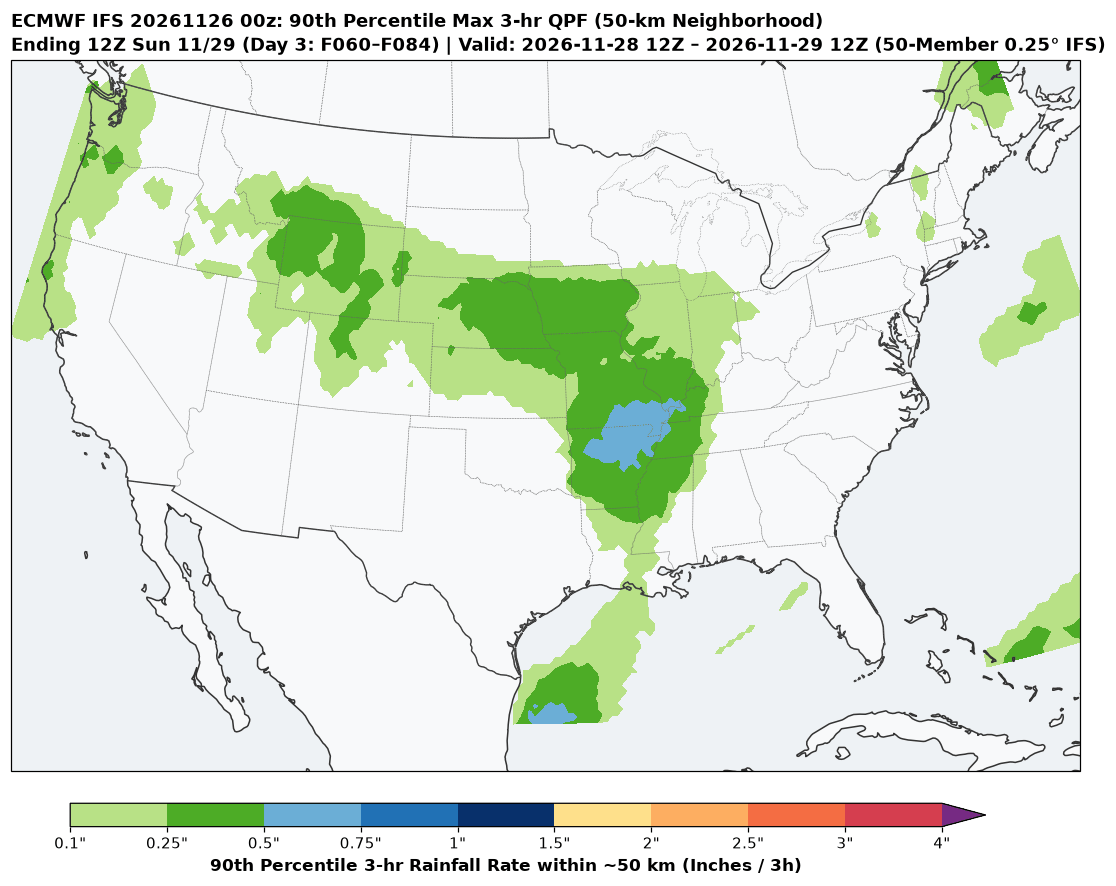 ECMWF IFS 20261126 00z: 90th Percentile Max 3-hr QPF (50-km Neighborhood)
Ending 12Z Sun 11/29 (Day 3: F060–F084) | Valid: 2026-11-28 12Z – 2026-11-29 12Z (50-Member 0.25° IFS)
0.1" 0.25" 0.5" 0.75" 1" 1.5" 2" 2.5" 3" 4"
90th Percentile 3-hr Rainfall Rate within ~50 km (Inches / 3h)